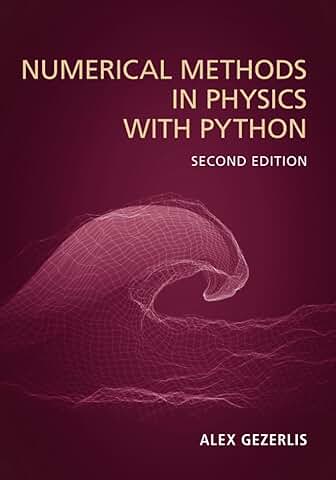 NUMERICAL METHODS
IN PHYSICS
WITH PYTHON
SECOND EDITION
ALEX GEZERLIS